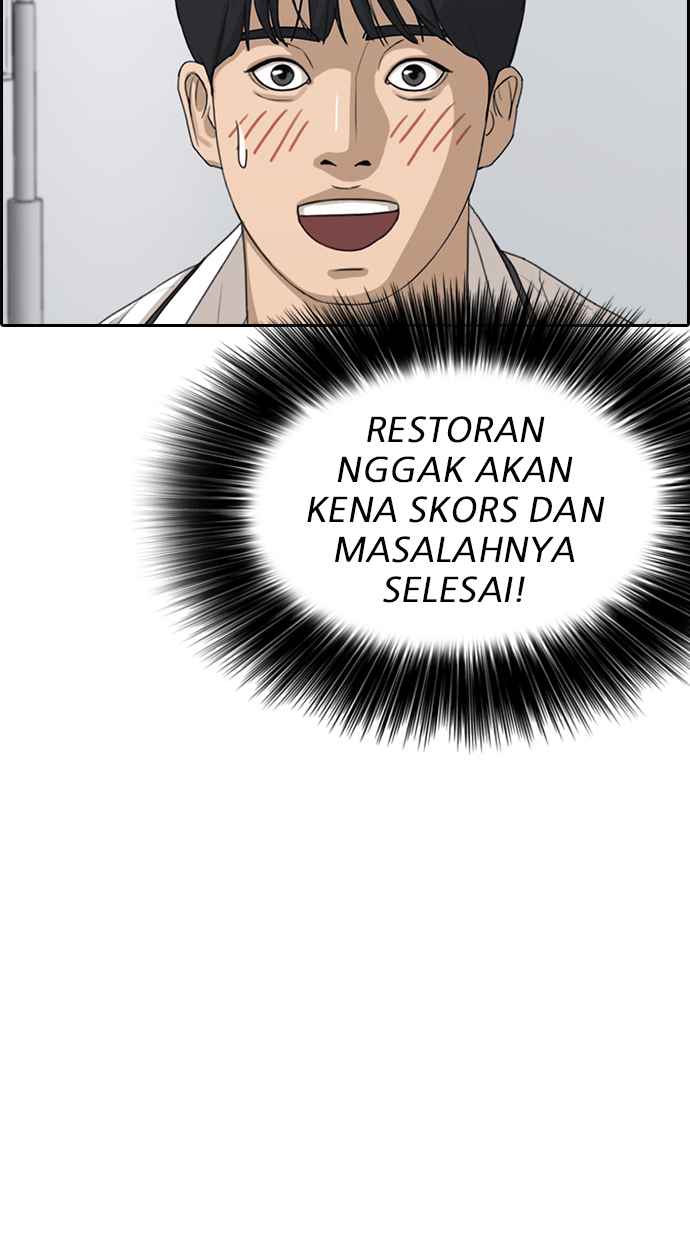 RESTORAN
NGGAK AKAN
KENA SKORS DAN
MASALAHNYA
SELESAI!